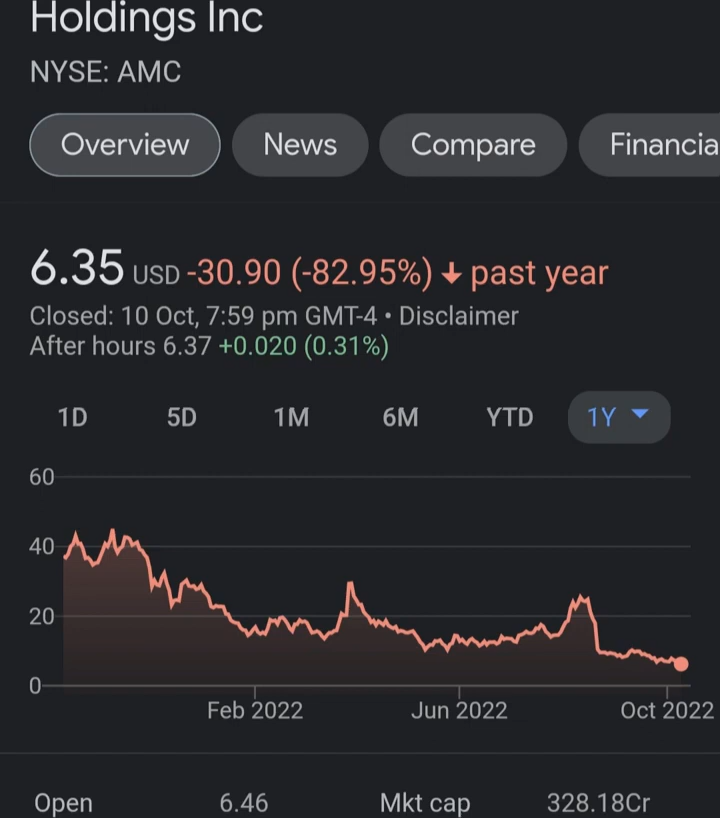 Holdings Inc
NYSE: AMC
Overview News Compare Financia
6.35 USD -30.90 (-82.95%) ↓ past year
Closed: 10 Oct, 7:59 pm GMT-4 • Disclaimer
After hours 6.37 +0.020 (0.31%)
1D 5D 1M 6M YTD 1Y
60
40
20
0
Feb 2022 Jun 2022 Oct 2022
Open 6.46 Mkt cap 328.18Cr